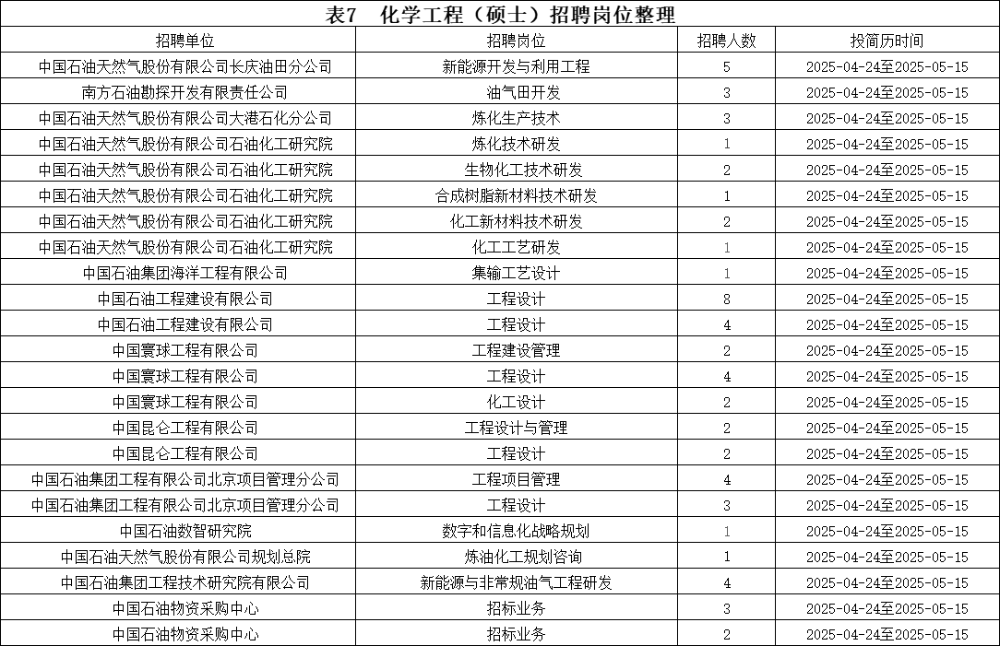 表7 化学工程（硕士）招聘岗位整理
招聘单位 招聘岗位 招聘人数 投简历时间
中国石油天然气股份有限公司长庆油田分公司 新能源开发与利用工程 5 2025-04-24至2025-05-15
南方石油勘探开发有限责任公司 油气田开发 3 2025-04-24至2025-05-15
中国石油天然气股份有限公司大港石化分公司 炼化生产技术 3 2025-04-24至2025-05-15
中国石油天然气股份有限公司石油化工研究院 炼化技术研发 1 2025-04-24至2025-05-15
中国石油天然气股份有限公司石油化工研究院 生物化工技术研发 2 2025-04-24至2025-05-15
中国石油天然气股份有限公司石油化工研究院 合成树脂新材料技术研发 1 2025-04-24至2025-05-15
中国石油天然气股份有限公司石油化工研究院 化工新材料技术研发 2 2025-04-24至2025-05-15
中国石油天然气股份有限公司石油化工研究院 化工工艺研发 1 2025-04-24至2025-05-15
中国石油集团海洋工程有限公司 集输工艺设计 1 2025-04-24至2025-05-15
中国石油工程建设有限公司 工程设计 8 2025-04-24至2025-05-15
中国石油工程建设有限公司 工程设计 4 2025-04-24至2025-05-15
中国寰球工程有限公司 工程建设管理 2 2025-04-24至2025-05-15
中国寰球工程有限公司 工程设计 4 2025-04-24至2025-05-15
中国寰球工程有限公司 化工设计 2 2025-04-24至2025-05-15
中国昆仑工程有限公司 工程设计与管理 2 2025-04-24至2025-05-15
中国昆仑工程有限公司 工程设计 2 2025-04-24至2025-05-15
中国石油集团工程有限公司北京项目管理分公司 工程项目管理 4 2025-04-24至2025-05-15
中国石油集团工程有限公司北京项目管理分公司 工程设计 3 2025-04-24至2025-05-15
中国石油数智研究院 数字和信息化战略规划 1 2025-04-24至2025-05-15
中国石油天然气股份有限公司规划总院 炼油化工规划咨询 1 2025-04-24至2025-05-15
中国石油集团工程技术研究院有限公司 新能源与非常规油气工程研发 4 2025-04-24至2025-05-15
中国石油物资采购中心 招标业务 3 2025-04-24至2025-05-15
中国石油物资采购中心 招标业务 2 2025-04-24至2025-05-15